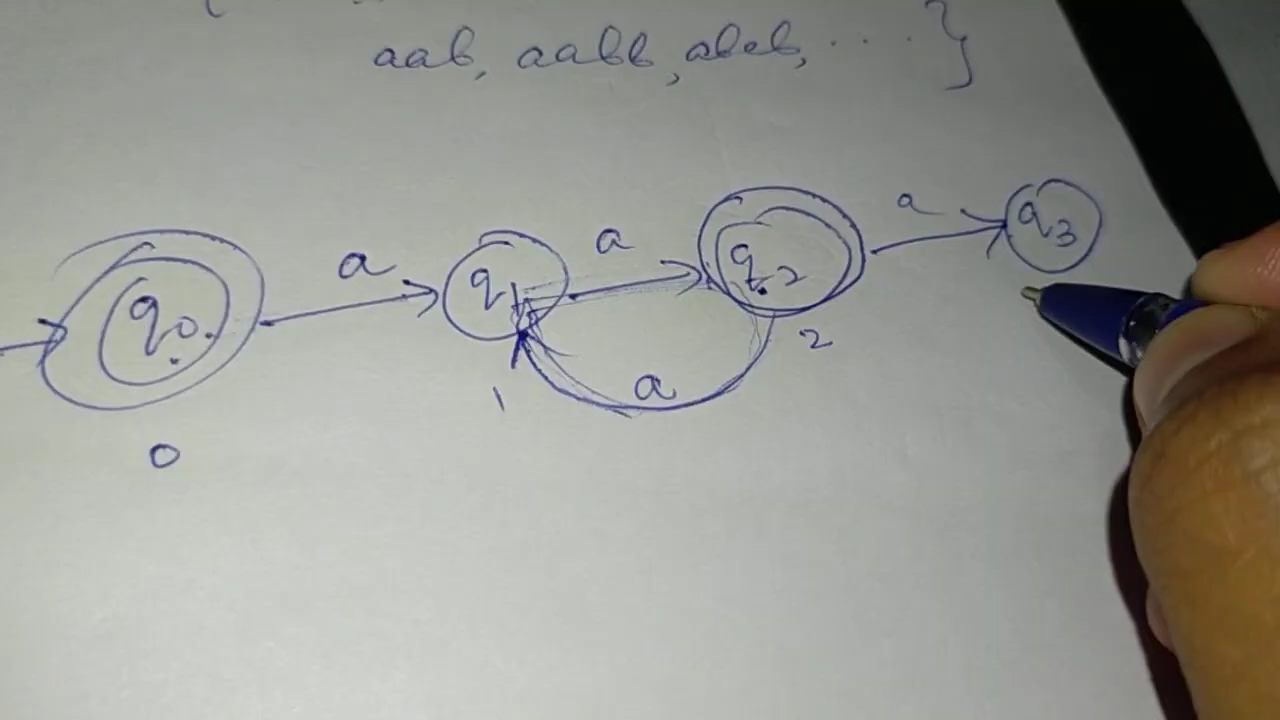 {
aab, aabb, abab, .... }
a a a
q0 q1 q2 q3
a
0 1 2